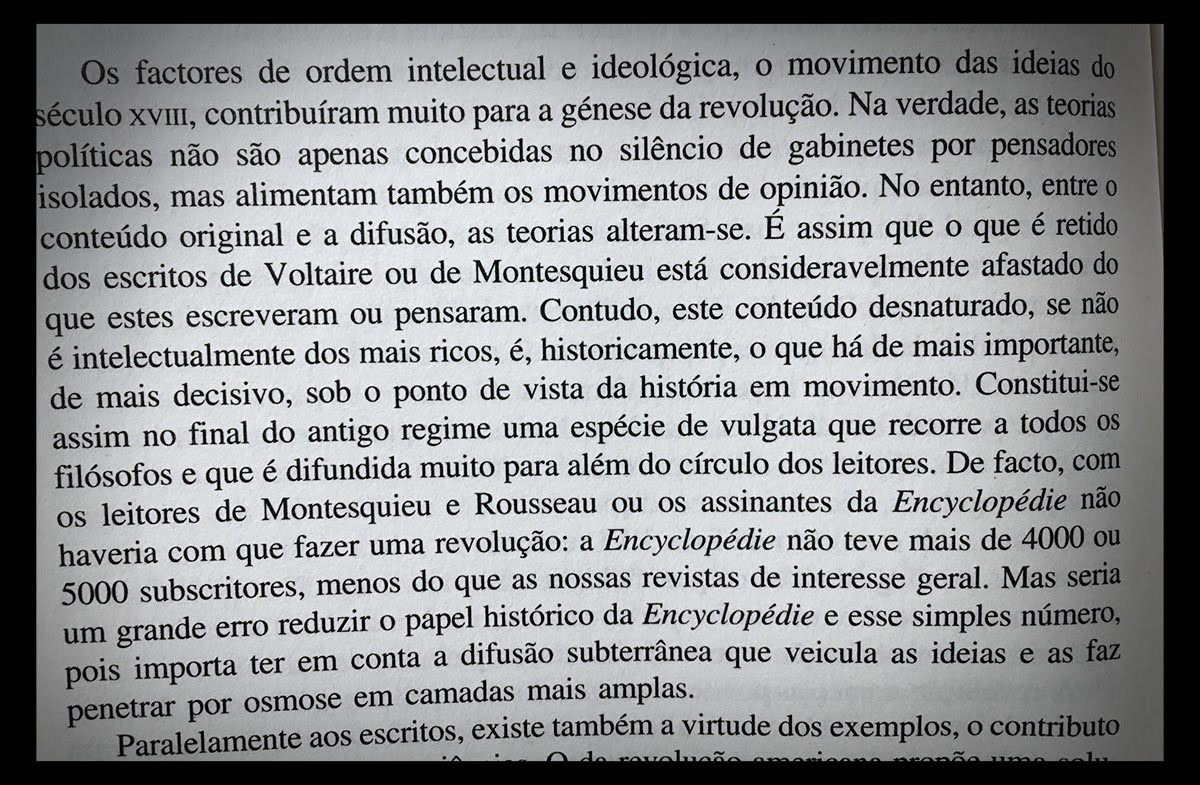 Os factores de ordem intelectual e ideológica, o movimento das ideias do
século XVIII, contribuíram muito para a génese da revolução. Na verdade, as teorias
políticas não são apenas concebidas no silêncio de gabinetes por pensadores
isolados, mas alimentam também os movimentos de opinião. No entanto, entre o
conteúdo original e a difusão, as teorias alteram-se. É assim que o que é retido
dos escritos de Voltaire ou de Montesquieu está consideravelmente afastado do
que estes escreveram ou pensaram. Contudo, este conteúdo desnaturado, se não
é intelectualmente dos mais ricos, é, historicamente, o que há de mais importante,
de mais decisivo, sob o ponto de vista da história em movimento. Constitui-se
assim no final do antigo regime uma espécie de vulgata que recorre a todos os
filósofos e que é difundida muito para além do círculo dos leitores. De facto, com
os leitores de Montesquieu e Rousseau ou os assinantes da Encyclopédie não
haveria com que fazer uma revolução: a Encyclopédie não teve mais de 4000 ou
5000 subscritores, menos do que as nossas revistas de interesse geral. Mas seria
um grande erro reduzir o papel histórico da Encyclopédie e esse simples número,
pois importa ter em conta a difusão subterrânea que veicula as ideias e as faz
penetrar por osmose em camadas mais amplas.
Paralelamente aos escritos, existe também a virtude dos exemplos, o contributo
O da revolução americana propõe uma